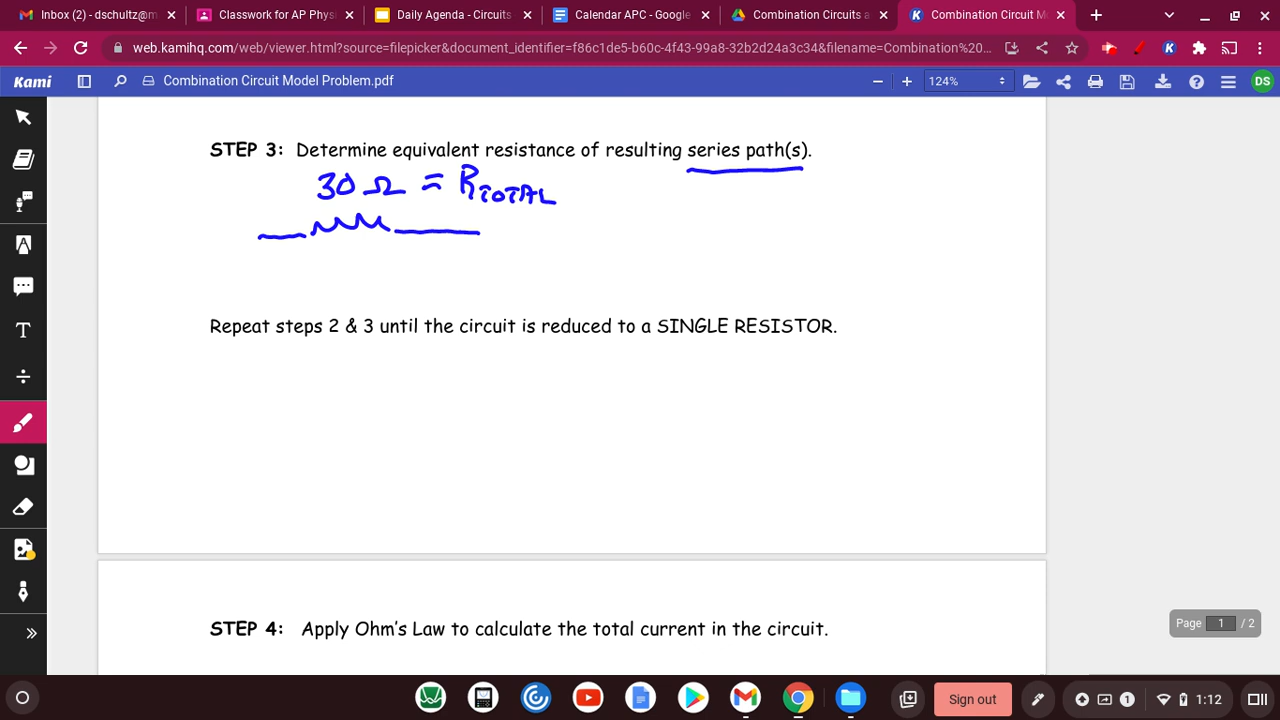 Inbox (2) - dschultz@m
Classwork for AP Physi
Daily Agenda - Circuits
Calendar APC - Google
Combination Circuits a
Combination Circuit Mo
web.kamihq.com/web/viewer.html?source=filepicker&document_identifier=f86c1de5-b60c-4f43-99a8-32b2d24a3c34&filename=Combination%20...
Kami
Combination Circuit Model Problem.pdf
124%
DS
STEP 3: Determine equivalent resistance of resulting series path(s).
30 Ω = RTOTAL
Repeat steps 2 & 3 until the circuit is reduced to a SINGLE RESISTOR.
STEP 4: Apply Ohm's Law to calculate the total current in the circuit.
Page 1 / 2
Sign out
1
1:12